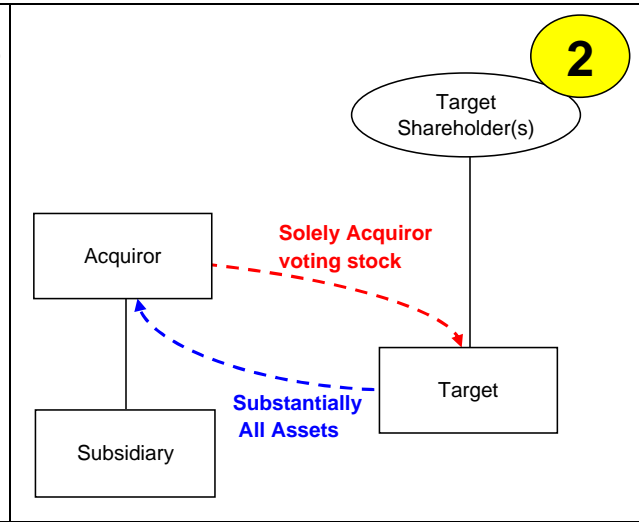 2
Target
Shareholder(s)
Solely Acquiror
voting stock
Acquiror
Target
Substantially
All Assets
Subsidiary